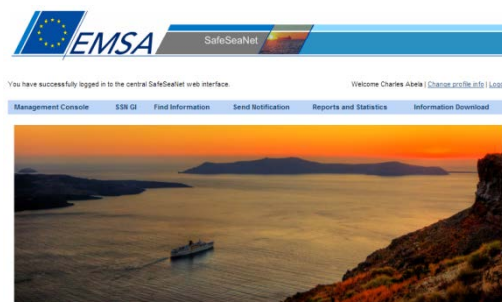 EMSA
SafeSeaNet
You have successfully logged in to the central SafeSeaNet web interface.
Welcome Charles Abela | Change profile info |
Management Console SSN GI Find Information Send Notification Reports and Statistics Information Download